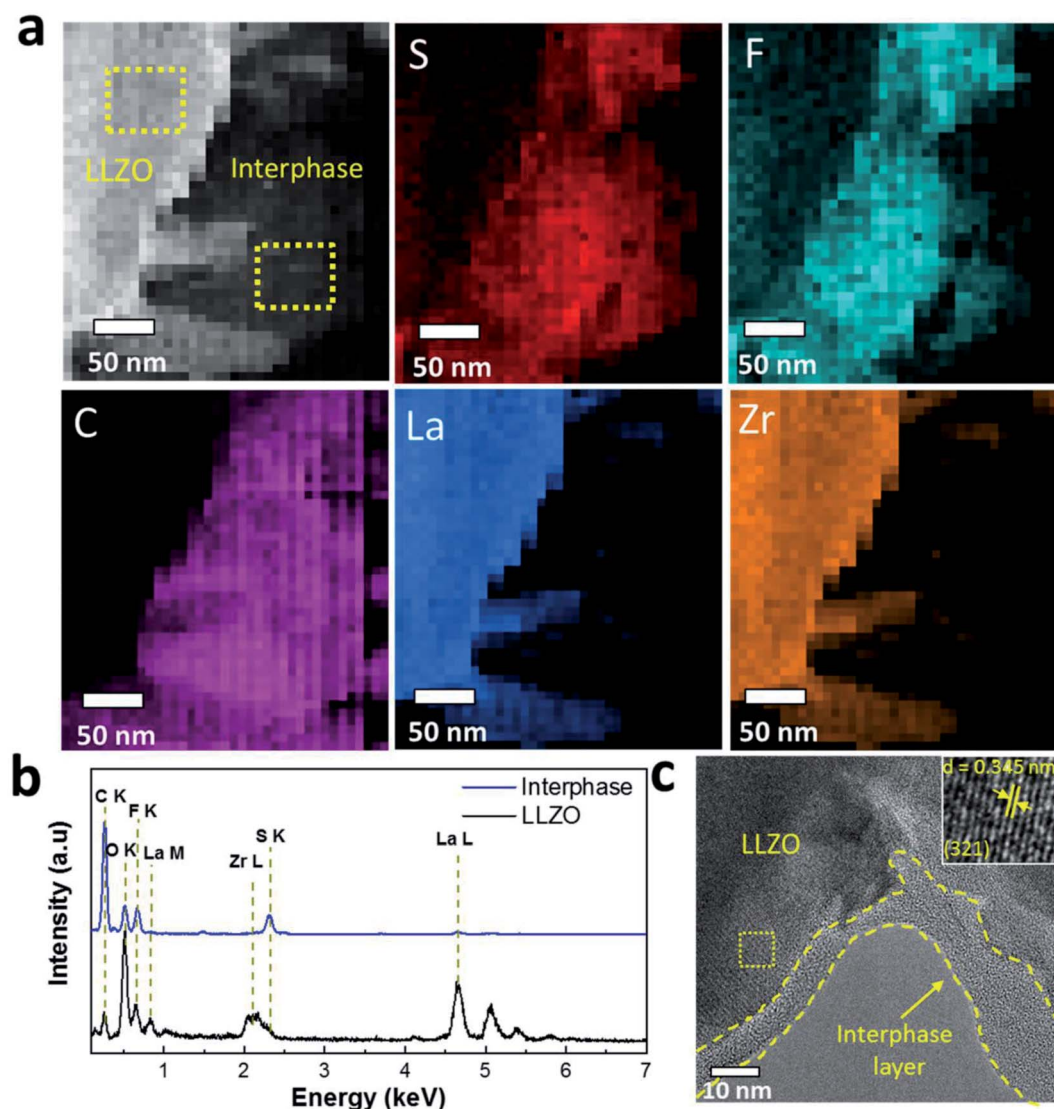 a
LLZO
Interphase
50 nm
S
50 nm
F
50 nm
C
50 nm
La
50 nm
Zr
50 nm
b
C K
F K
O K
La M
Zr L
S K
La L
Interphase
LLZO
Intensity (a.u)
1 2 3 4 5 6 7
Energy (keV)
c
d = 0.345 nm
(321)
LLZO
Interphase
layer
10 nm